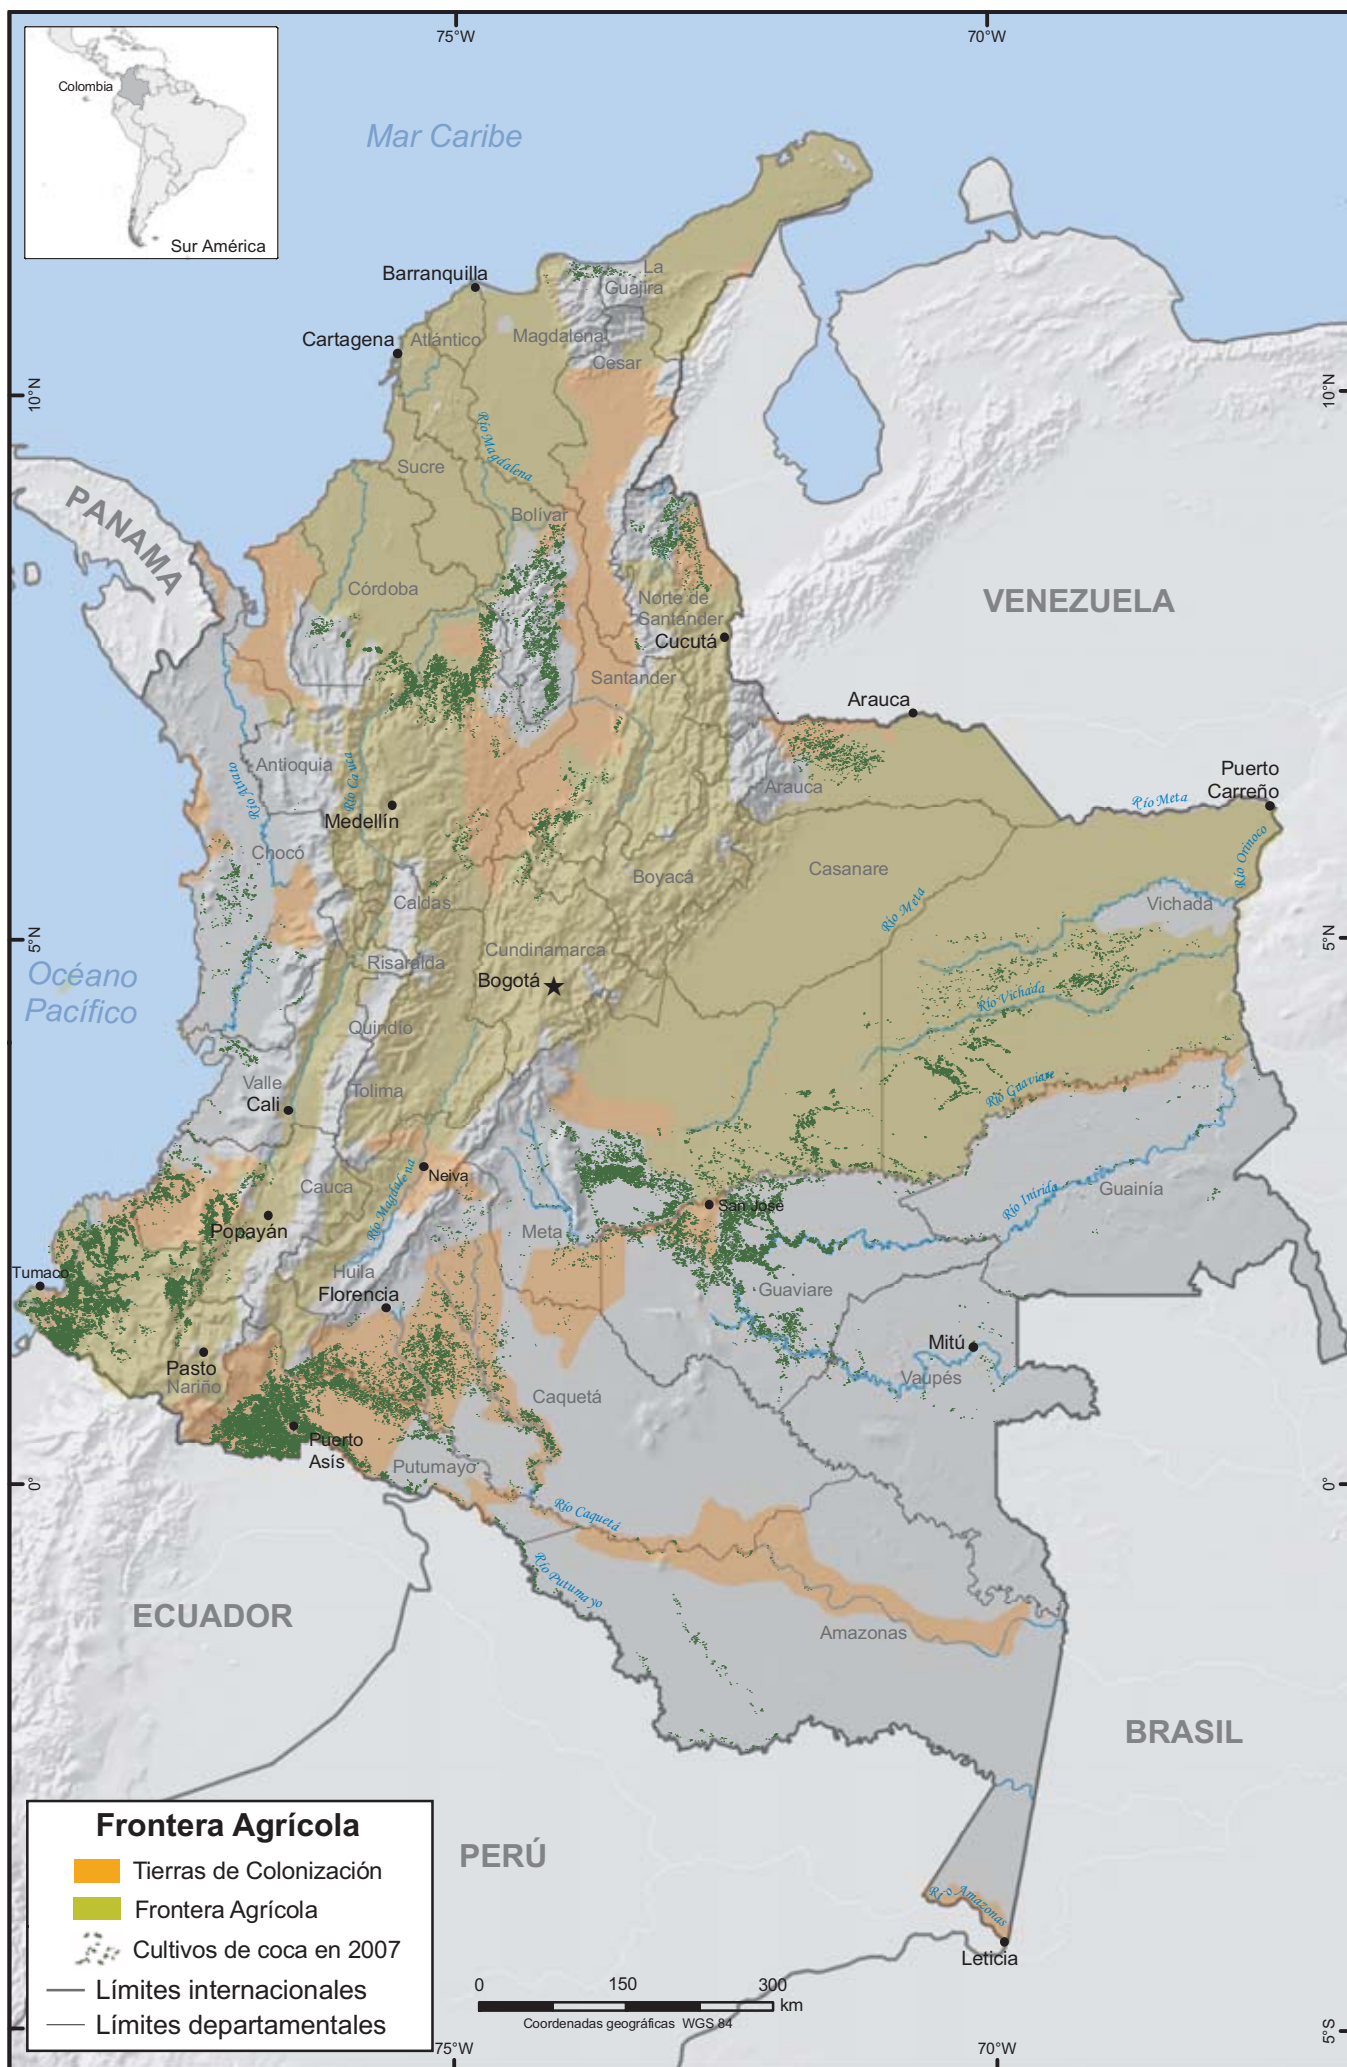 75°W
70°W
Colombia
Sur América
Mar Caribe
La
Guajira
Barranquilla
Magdalena
Atlántico
Cartagena
Cesar
10°N
10°N
Río Magdalena
Sucre
PANAMA
Bolívar
Córdoba
Norte de
Santander
VENEZUELA
Cucutá
Santander
Arauca
Antioquia
Río Cauca
Río Atrato
Arauca
Puerto
Carreño
Río Meta
Medellín
Río Orinoco
Chocó
Casanare
Boyacá
Caldas
Río Meta
Vichada
5°N
5°N
Cundinamarca
Risaralda
Océano
Pacífico
Bogotá
Río Vichada
Quindío
Valle
Tolima
Cali
Río Guaviare
Neiva
Cauca
Río Magdalena
Guainía
Río Inírida
San José
Popayán
Meta
Tumaco
Huila
Florencia
Guaviare
Mitú
Pasto
Nariño
Vaupés
Caquetá
Puerto
Asís
Putumayo
0°
0°
Río Caquetá
Río Putumayo
ECUADOR
Amazonas
BRASIL
PERÚ
Frontera Agrícola
Tierras de Colonización
Frontera Agrícola
Cultivos de coca en 2007
Límites internacionales
Límites departamentales
Río Amazonas
Leticia
0 150 300
km
Coordenadas geográficas WGS 84
5°S
75°W
70°W